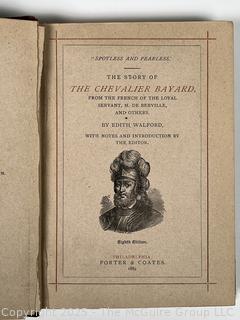 "SPOTLESS AND FEARLESS."
THE STORY OF
THE CHEVALIER BAYARD,
FROM THE FRENCH OF THE LOYAL
SERVANT, M. DE BERVILLE,
AND OTHERS.
BY EDITH WALFORD,
WITH NOTES AND INTRODUCTION BY
THE EDITOR.
Eighth Edition.
PHILADELPHIA
PORTER & COATES.
Copyright 2025 - The McGuire Group LLC